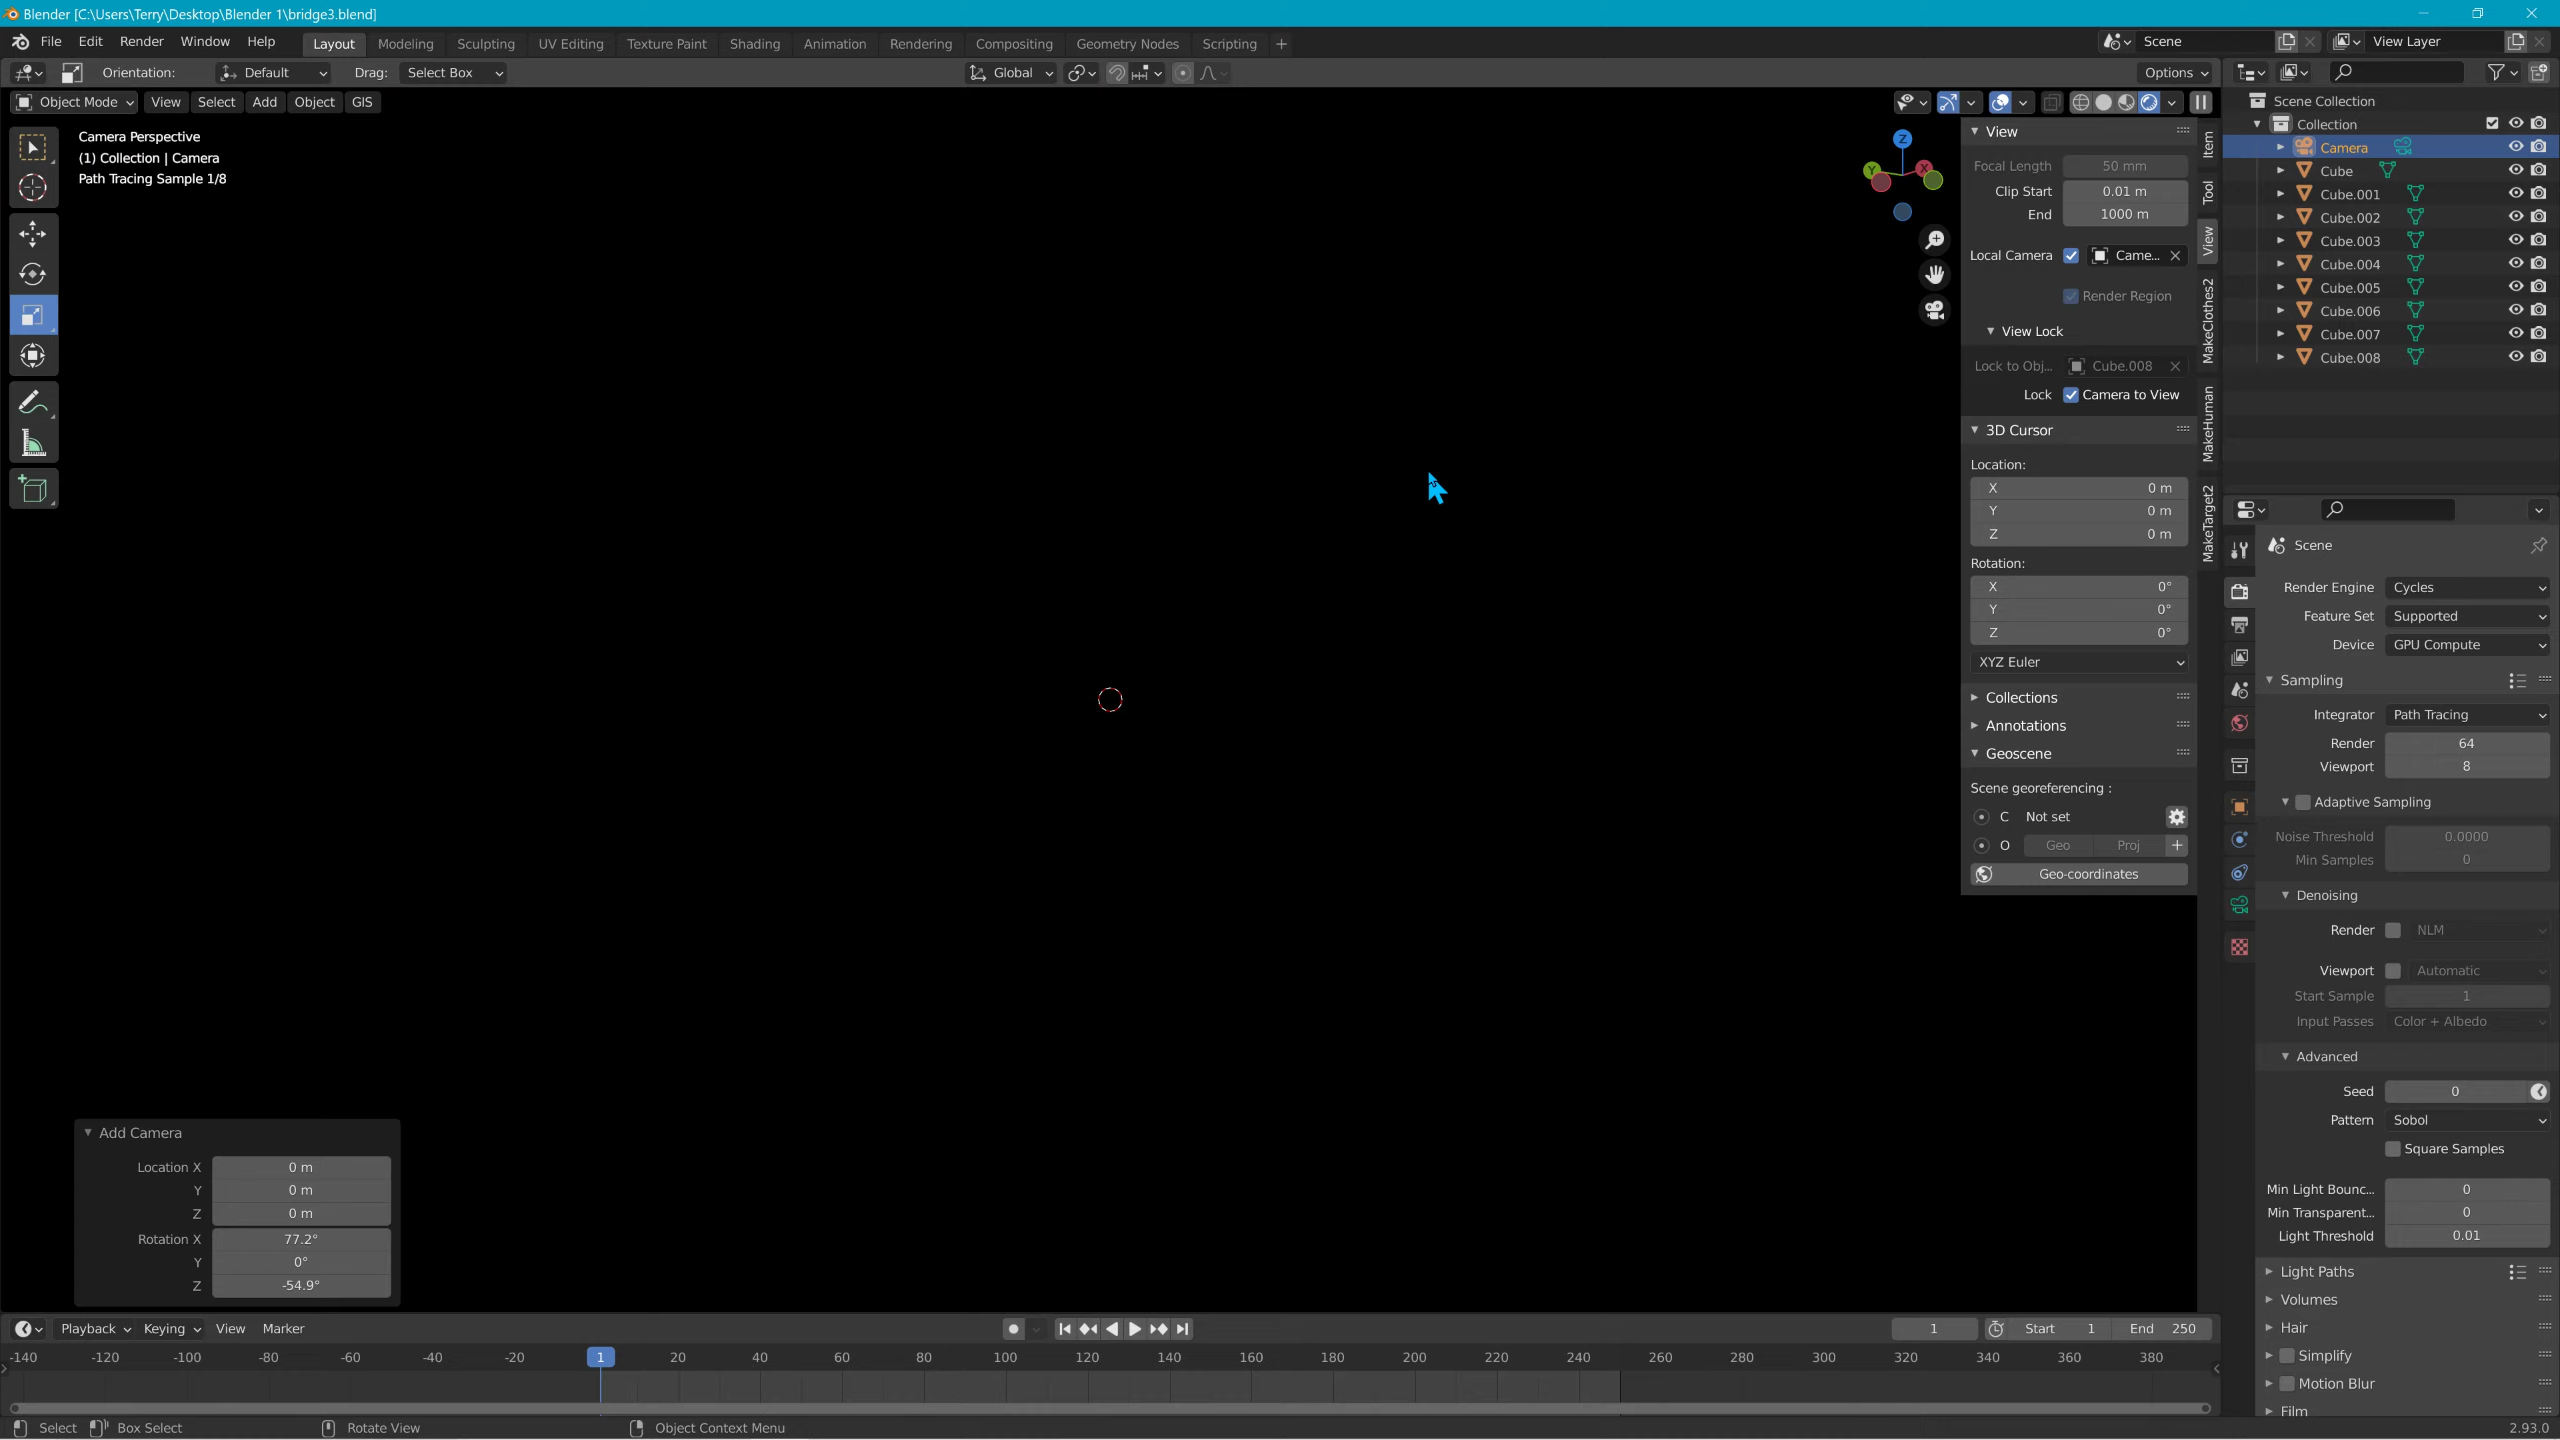 Blender [C:\Users\Terry\Desktop\Blender 1\bridge3.blend]
File Edit Render Window Help Layout Modeling Sculpting UV Editing Texture Paint Shading Animation Rendering Compositing Geometry Nodes Scripting + Scene View Layer
Orientation: Default Drag: Select Box Global Options
Object Mode View Select Add Object GIS
Camera Perspective
(1) Collection | Camera
Path Tracing Sample 1/8
Z
Y
X
View
Focal Length 50 mm
Clip Start 0.01 m
End 1000 m
Local Camera Came...
Render Region
View Lock
Lock to Obj... Cube.008
Lock Camera to View
3D Cursor
Location:
X 0 m
Y 0 m
Z 0 m
Rotation:
X 0°
Y 0°
Z 0°
XYZ Euler
Collections
Annotations
Geoscene
Scene georeferencing :
C Not set
O Geo Proj +
Geo-coordinates
Item
Tool
View
MakeClothes2
MakeHuman
MakeTarget2
Scene Collection
Collection
Camera
Cube
Cube.001
Cube.002
Cube.003
Cube.004
Cube.005
Cube.006
Cube.007
Cube.008
Scene
Render Engine Cycles
Feature Set Supported
Device GPU Compute
Sampling
Integrator Path Tracing
Render 64
Viewport 8
Adaptive Sampling
Noise Threshold 0.0000
Min Samples 0
Denoising
Render NLM
Viewport Automatic
Start Sample 1
Input Passes Color + Albedo
Advanced
Seed 0
Pattern Sobol
Square Samples
Min Light Bounc... 0
Min Transparent... 0
Light Threshold 0.01
Light Paths
Volumes
Hair
Simplify
Motion Blur
Film
Add Camera
Location X 0 m
Y 0 m
Z 0 m
Rotation X 77.2°
Y 0°
Z -54.9°
Playback Keying View Marker 1 Start 1 End 250
-140 -120 -100 -80 -60 -40 -20 1 20 40 60 80 100 120 140 160 180 200 220 240 260 280 300 320 340 360 380
Select Box Select Rotate View Object Context Menu 2.93.0